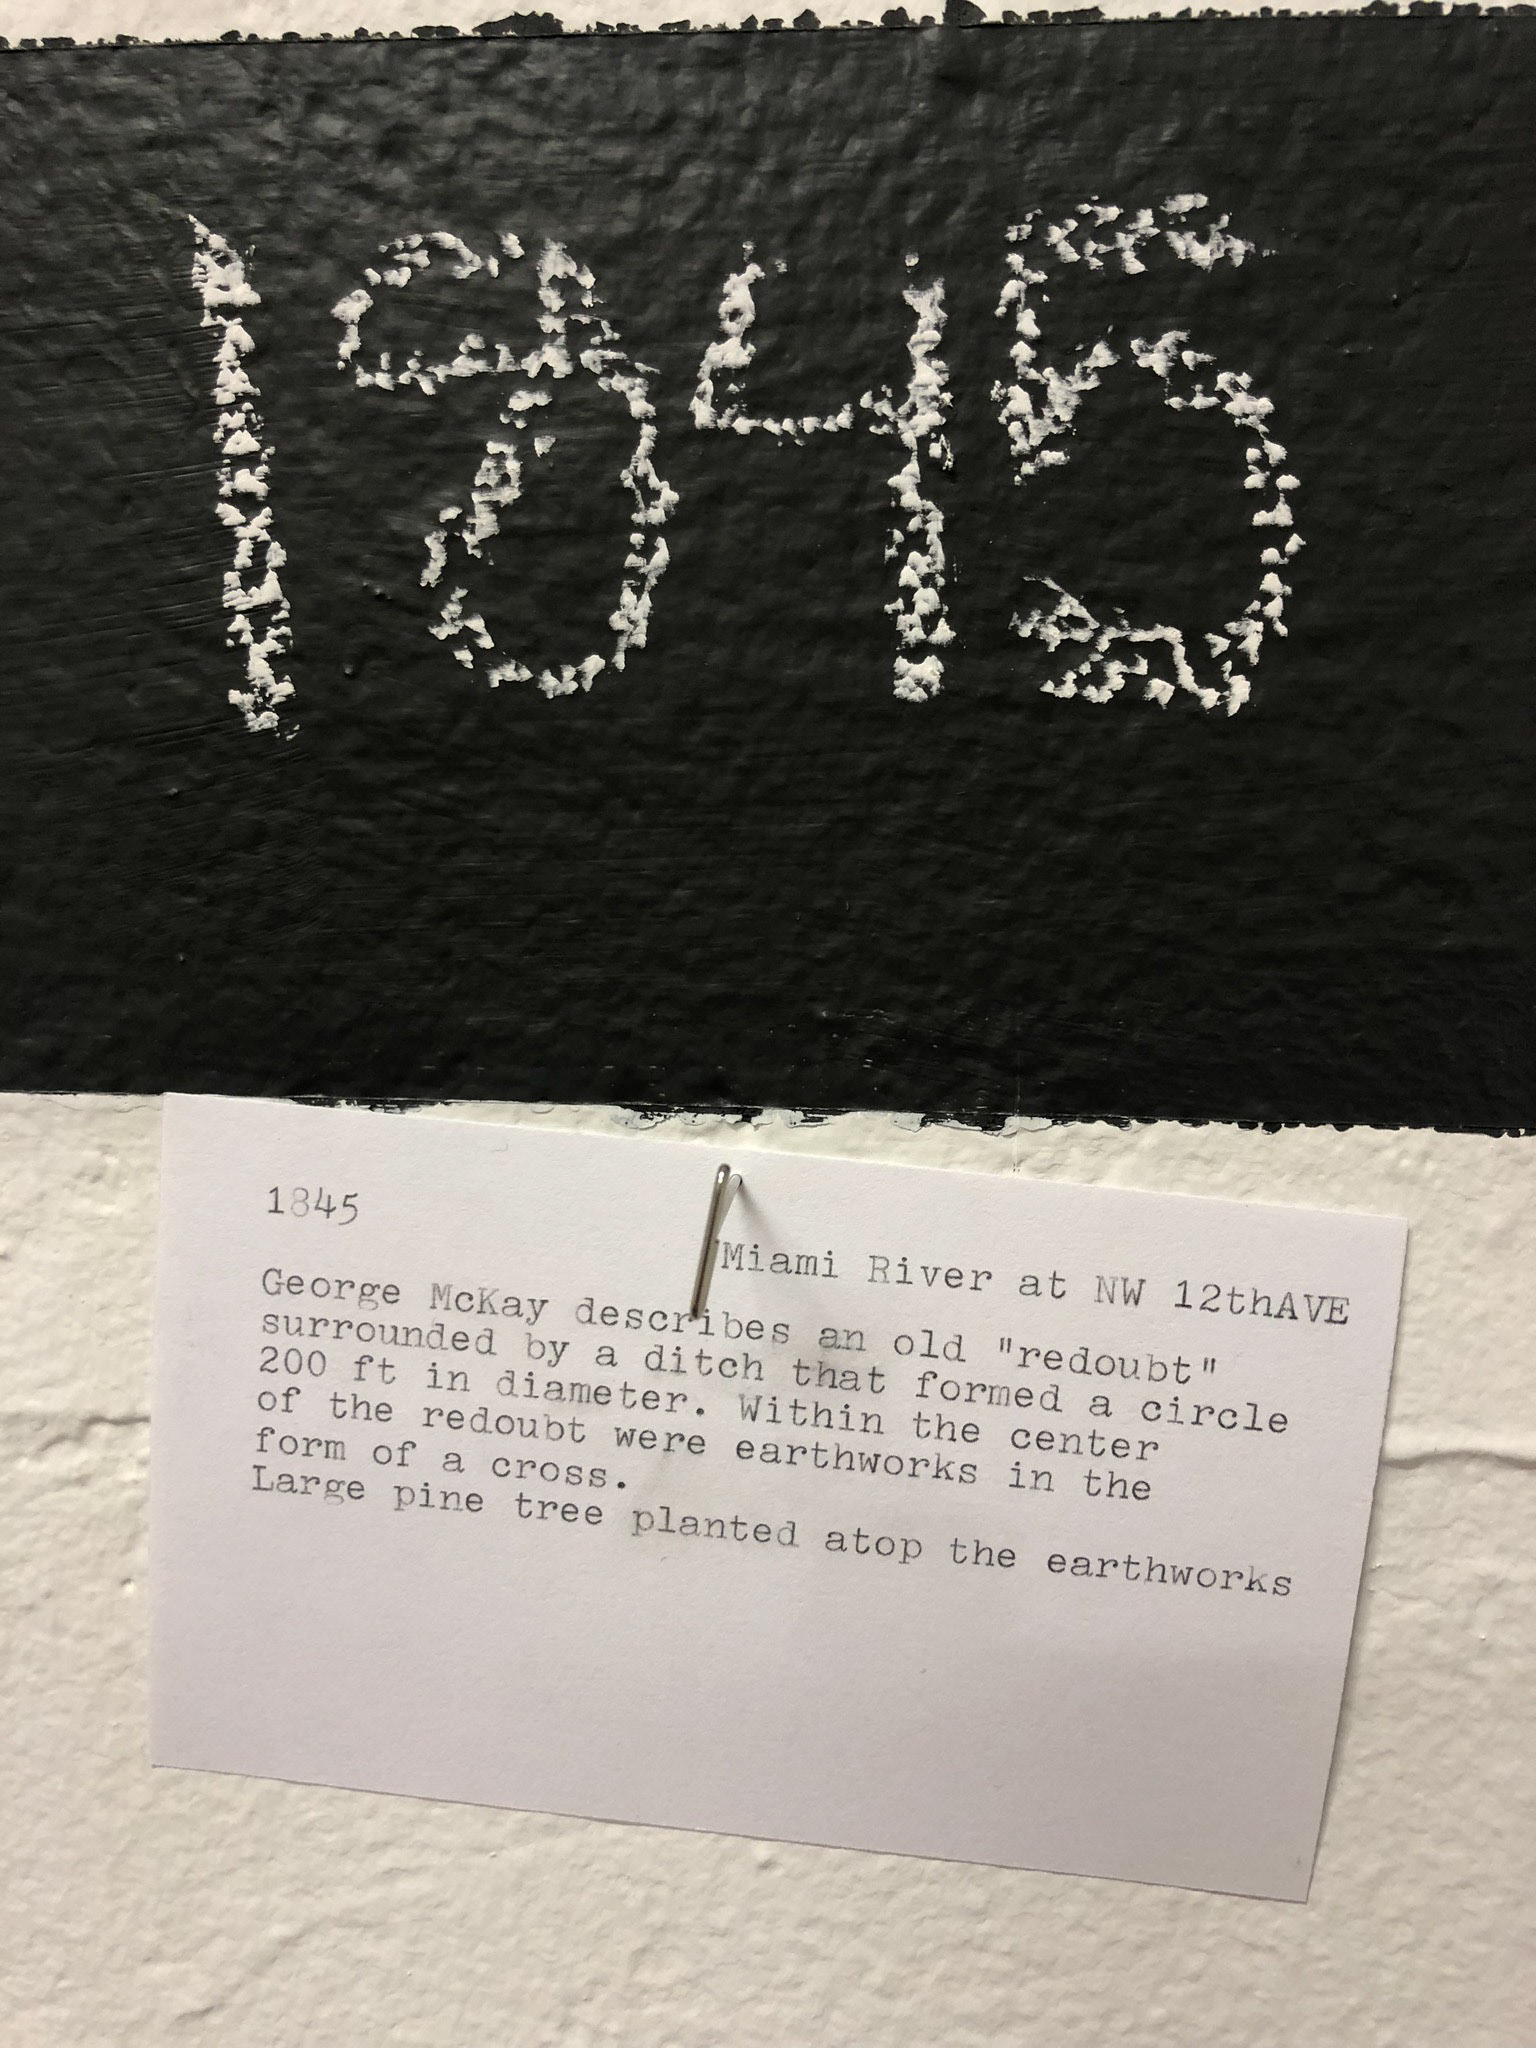 1845
1845
Miami River at NW 12thAVE
George McKay describes an old "redoubt"
surrounded by a ditch that formed a circle
200 ft in diameter. Within the center
of the redoubt were earthworks in the
form of a cross.
Large pine tree planted atop the earthworks